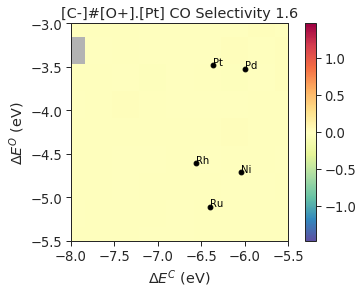 [C-]#[O+].[Pt] CO Selectivity 1.6
−3.0
−3.5
−4.0
−4.5
−5.0
−5.5
ΔE^O (eV)
Pt
Pd
Rh
Ni
Ru
−8.0 −7.5 −7.0 −6.5 −6.0 −5.5
ΔE^C (eV)
1.0
0.5
0.0
−0.5
−1.0